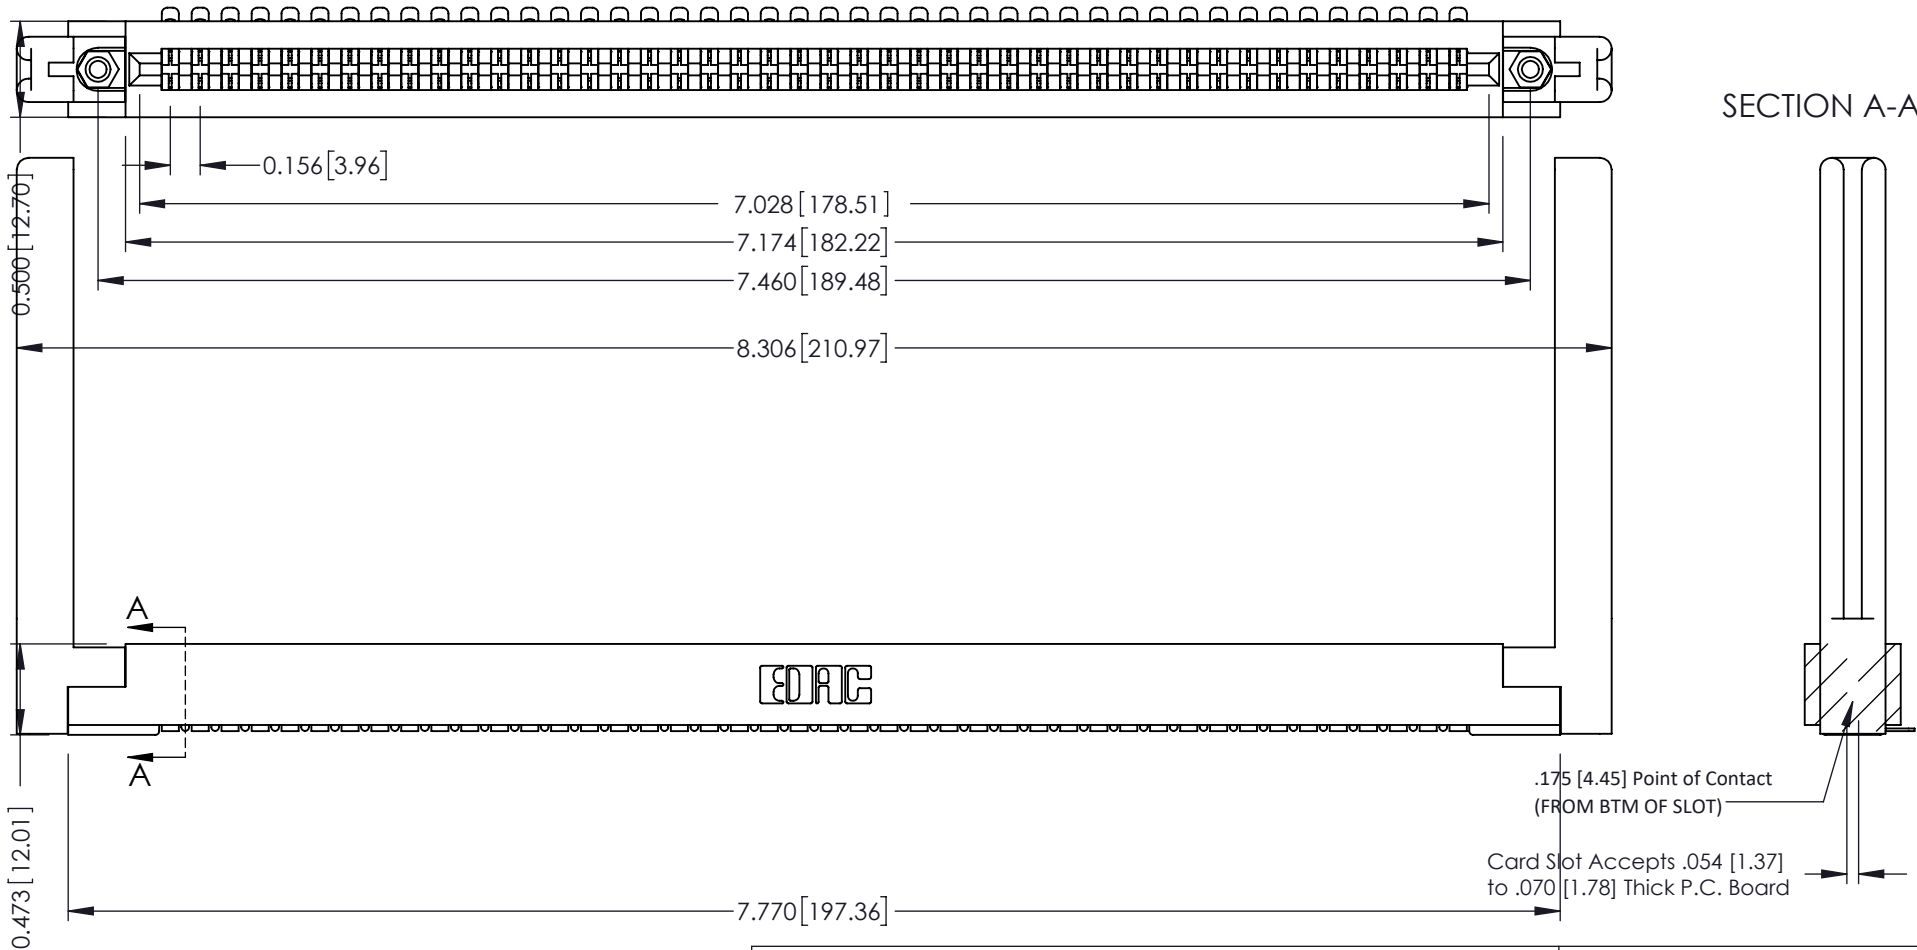 SECTION A-A
0.156[3.96]
0.500[12.70]
7.028[178.51]
7.174[182.22]
7.460[189.48]
8.306[210.97]
A
EDAC
A
.175 [4.45] Point of Contact
(FROM BTM OF SLOT)
0.473[12.01]
Card Slot Accepts .054 [1.37]
to .070 [1.78] Thick P.C. Board
7.770[197.36]